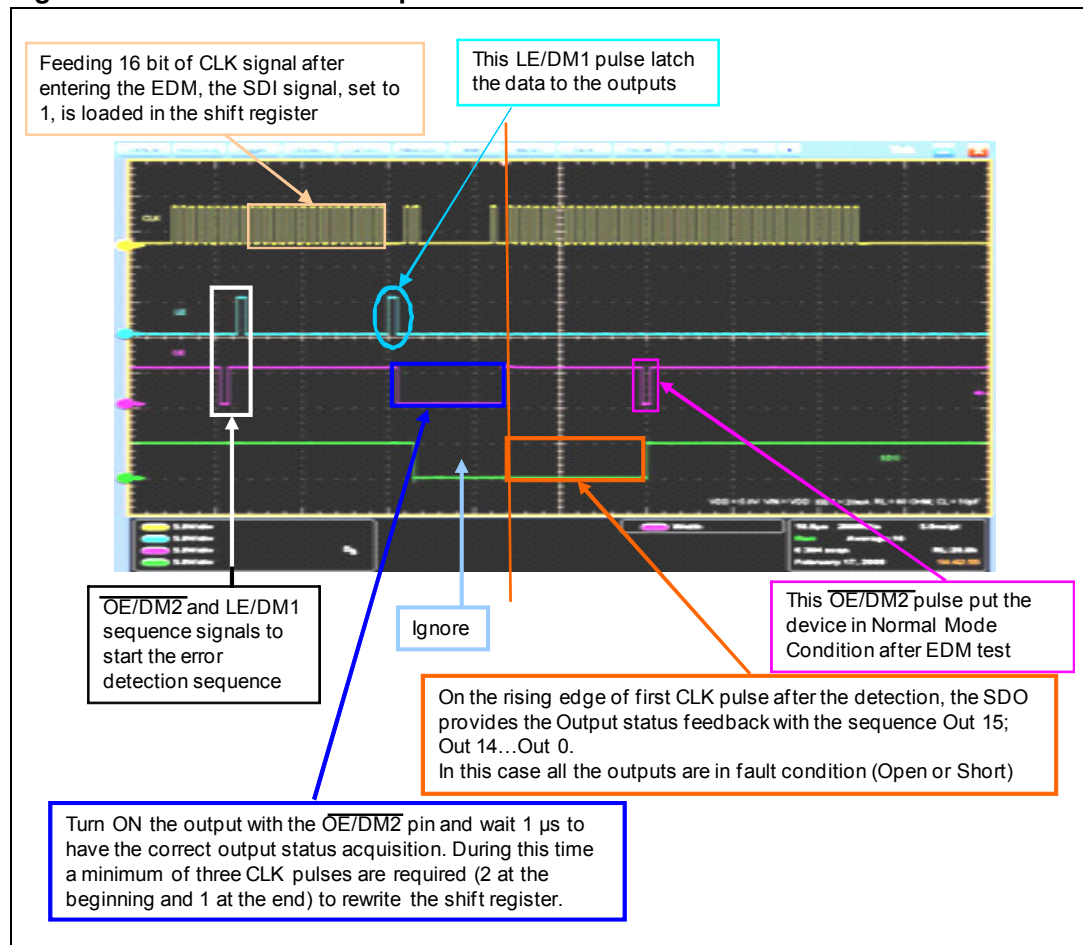 Feeding 16 bit of CLK signal after
entering the EDM, the SDI signal, set to
1, is loaded in the shift register
This LE/DM1 pulse latch
the data to the outputs
CLK
OE/DM2 and LE/DM1
sequence signals to
start the error
detection sequence
Ignore
This OE/DM2 pulse put the
device in Normal Mode
Condition after EDM test
On the rising edge of first CLK pulse after the detection, the SDO
provides the Output status feedback with the sequence Out 15;
Out 14…Out 0.
In this case all the outputs are in fault condition (Open or Short)
Turn ON the output with the OE/DM2 pin and wait 1 µs to
have the correct output status acquisition. During this time
a minimum of three CLK pulses are required (2 at the
beginning and 1 at the end) to rewrite the shift register.